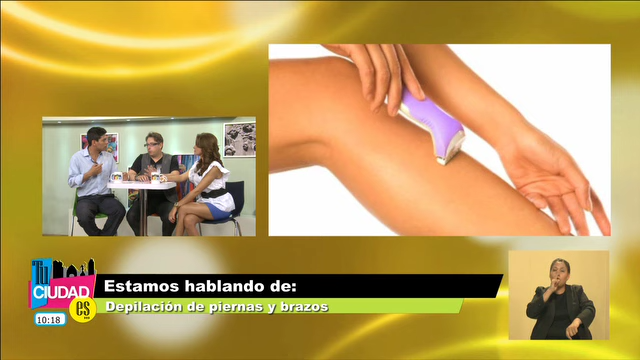 Tu
CIUDAD
es
10:18
Estamos hablando de:
Depilación de piernas y brazos